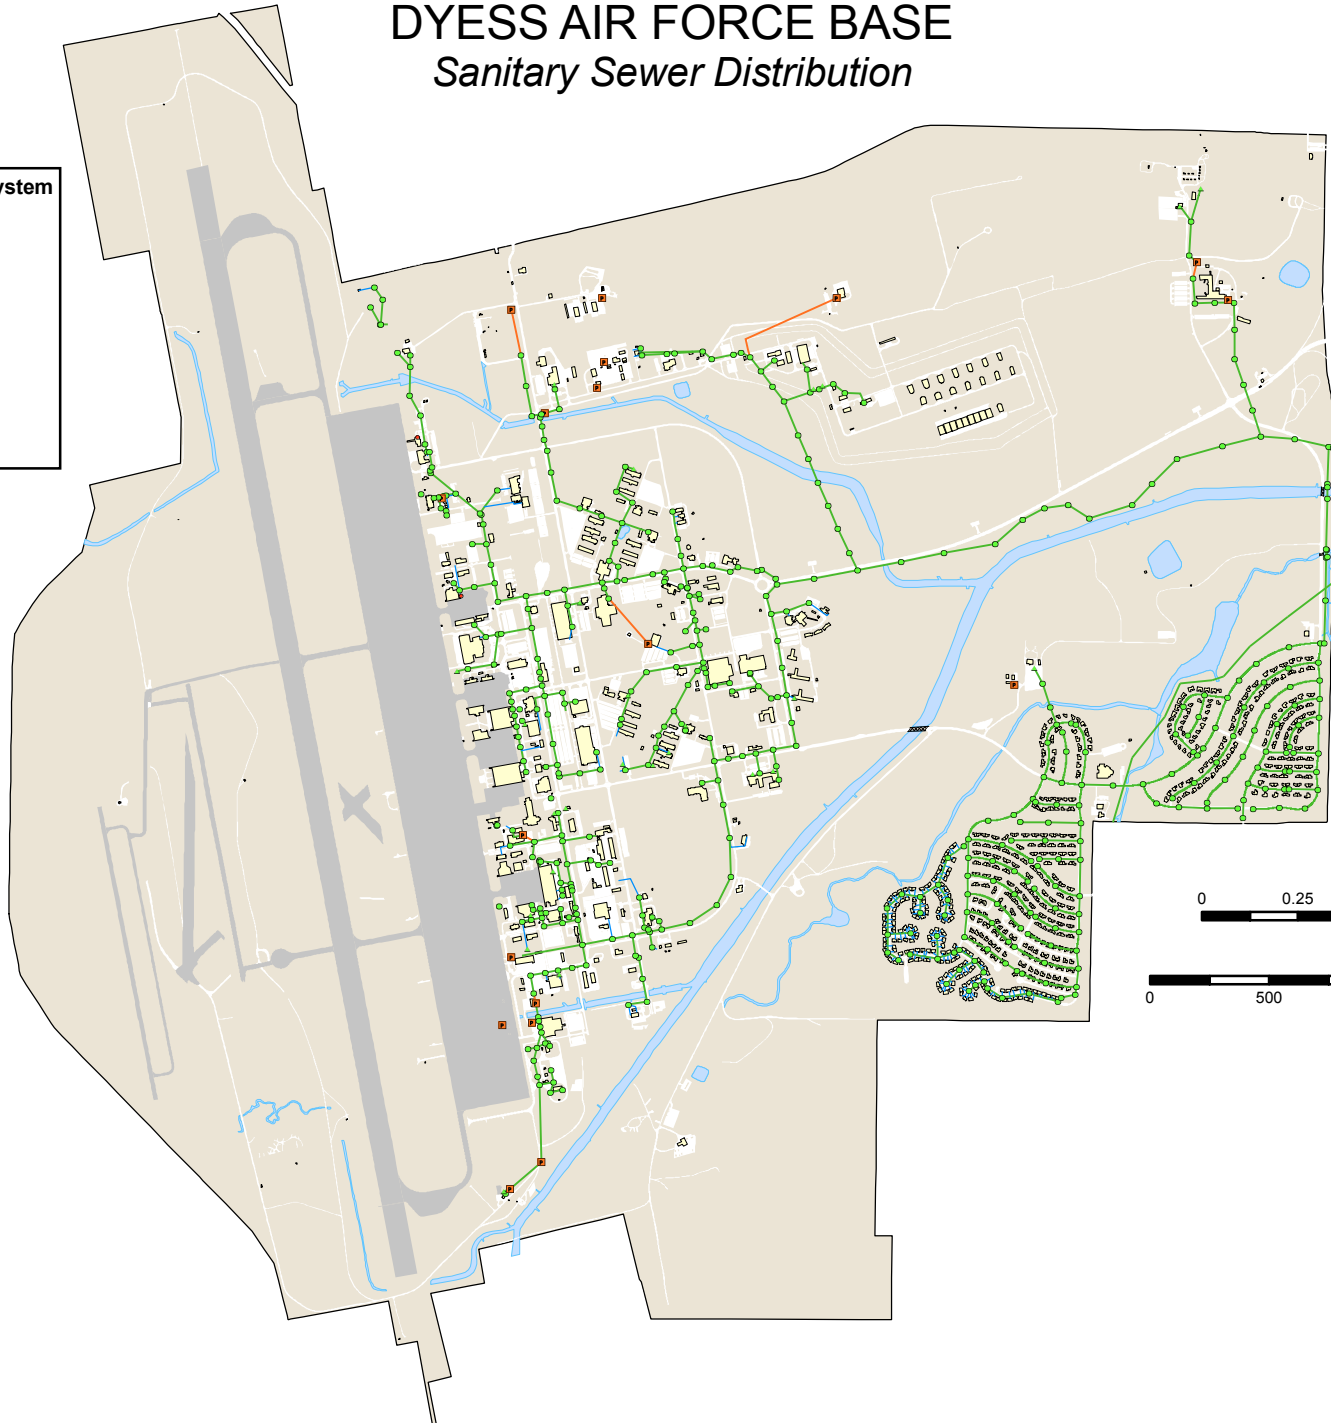 DYESS AIR FORCE BASE
Sanitary Sewer Distribution
ystem
0 0.25
0 500